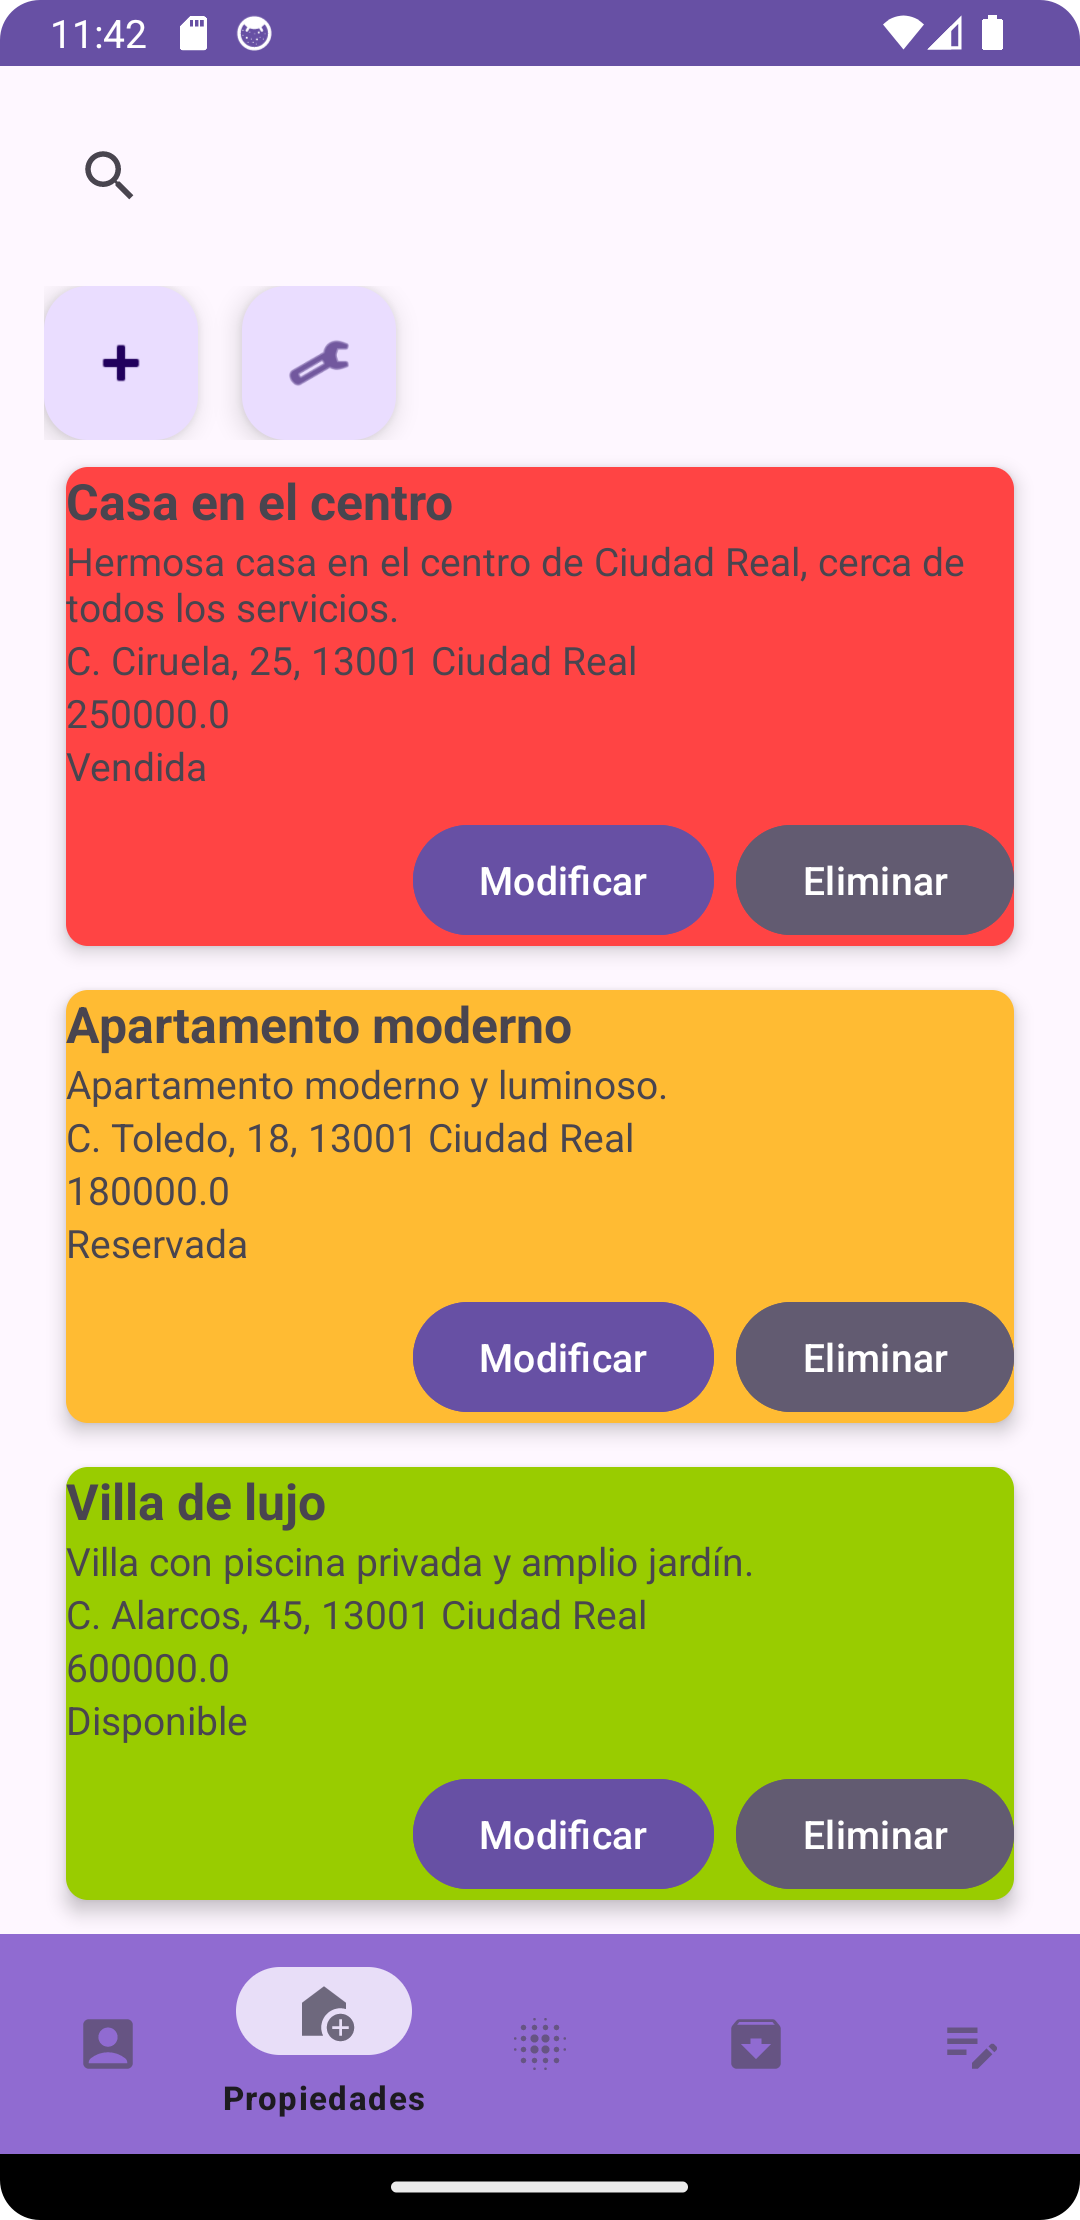 11:42
Casa en el centro
Hermosa casa en el centro de Ciudad Real, cerca de
todos los servicios.
C. Ciruela, 25, 13001 Ciudad Real
250000.0
Vendida
Modificar
Eliminar
Apartamento moderno
Apartamento moderno y luminoso.
C. Toledo, 18, 13001 Ciudad Real
180000.0
Reservada
Modificar
Eliminar
Villa de lujo
Villa con piscina privada y amplio jardín.
C. Alarcos, 45, 13001 Ciudad Real
600000.0
Disponible
Modificar
Eliminar
Propiedades